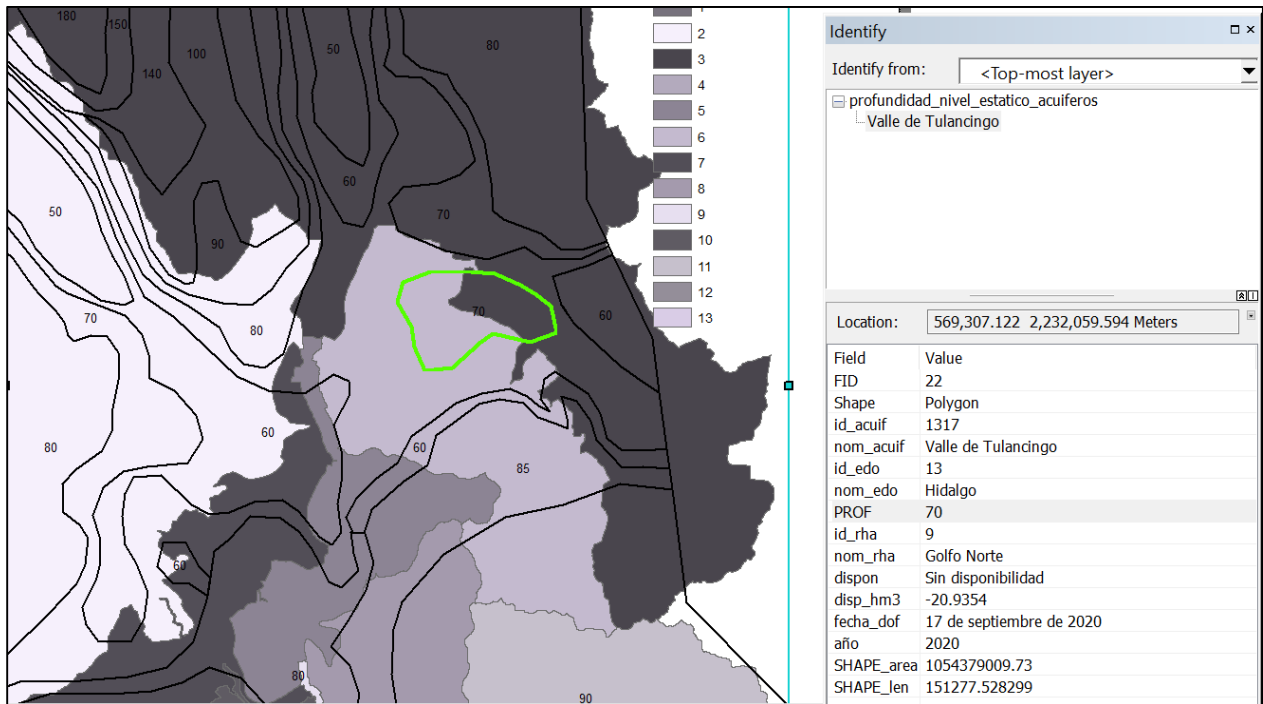 180
150
100
140
50
80
60
70
90
50
70
80
60
80
60
70
60
60
85
60
80
90
2
3
4
5
6
7
8
9
10
11
12
13
Identify
Identify from:
<Top-most layer>
profundidad_nivel_estatico_acuiferos
Valle de Tulancingo
Location:
569,307.122 2,232,059.594 Meters
Field Value
FID 22
Shape Polygon
id_acuif 1317
nom_acuif Valle de Tulancingo
id_edo 13
nom_edo Hidalgo
PROF 70
id_rha 9
nom_rha Golfo Norte
dispon Sin disponibilidad
disp_hm3 -20.9354
fecha_dof 17 de septiembre de 2020
año 2020
SHAPE_area 1054379009.73
SHAPE_len 151277.528299